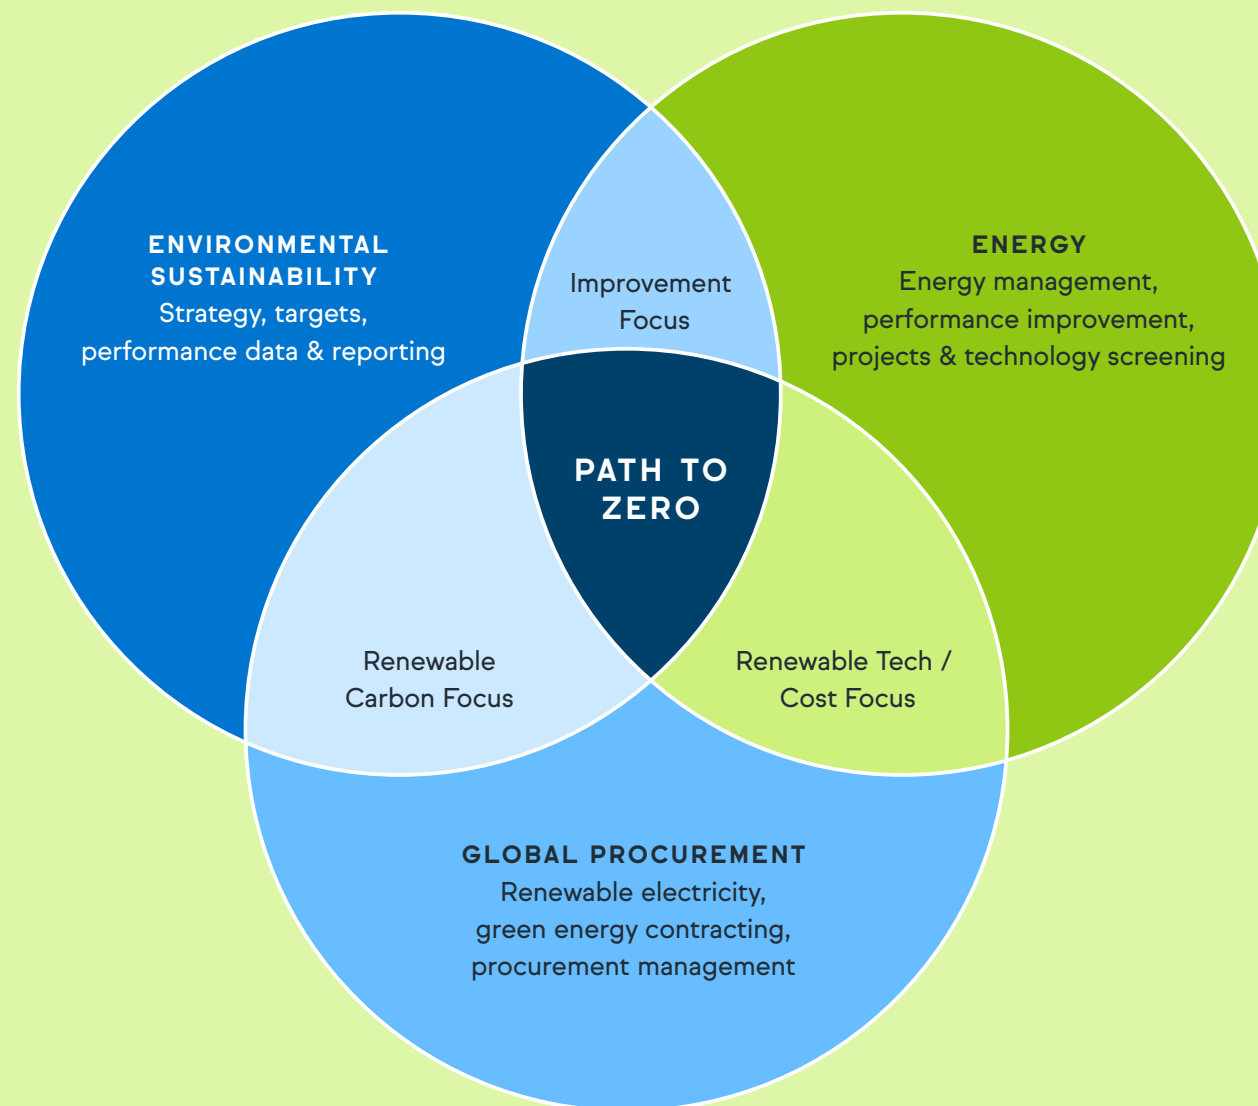 ENVIRONMENTAL
SUSTAINABILITY
Strategy, targets,
performance data & reporting
Improvement
Focus
ENERGY
Energy management,
performance improvement,
projects & technology screening
PATH TO
ZERO
Renewable
Carbon Focus
Renewable Tech /
Cost Focus
GLOBAL PROCUREMENT
Renewable electricity,
green energy contracting,
procurement management